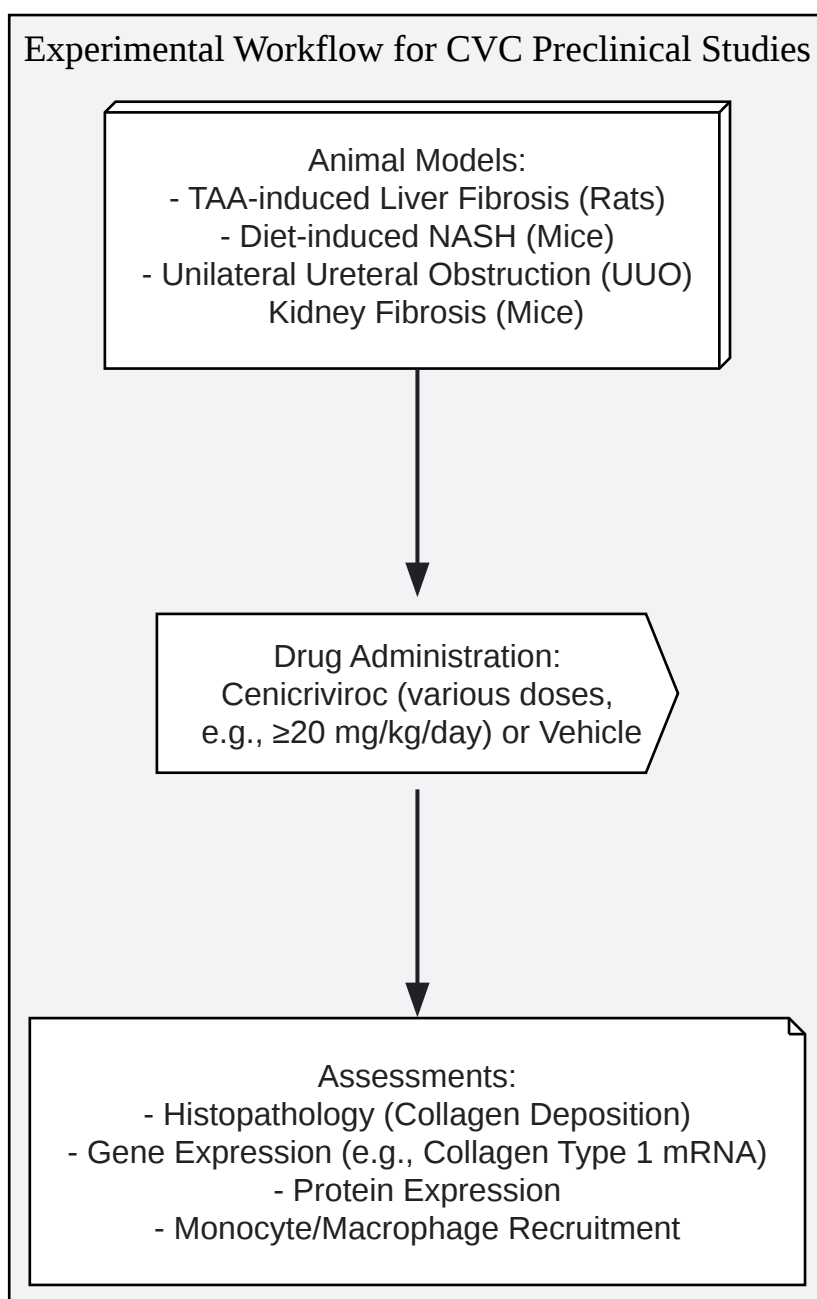 Experimental Workflow for CVC Preclinical Studies
Animal Models:
- TAA-induced Liver Fibrosis (Rats)
- Diet-induced NASH (Mice)
- Unilateral Ureteral Obstruction (UUO)
Kidney Fibrosis (Mice)
Drug Administration:
Cenicriviroc (various doses,
e.g., ≥20 mg/kg/day) or Vehicle
Assessments:
- Histopathology (Collagen Deposition)
- Gene Expression (e.g., Collagen Type 1 mRNA)
- Protein Expression
- Monocyte/Macrophage Recruitment